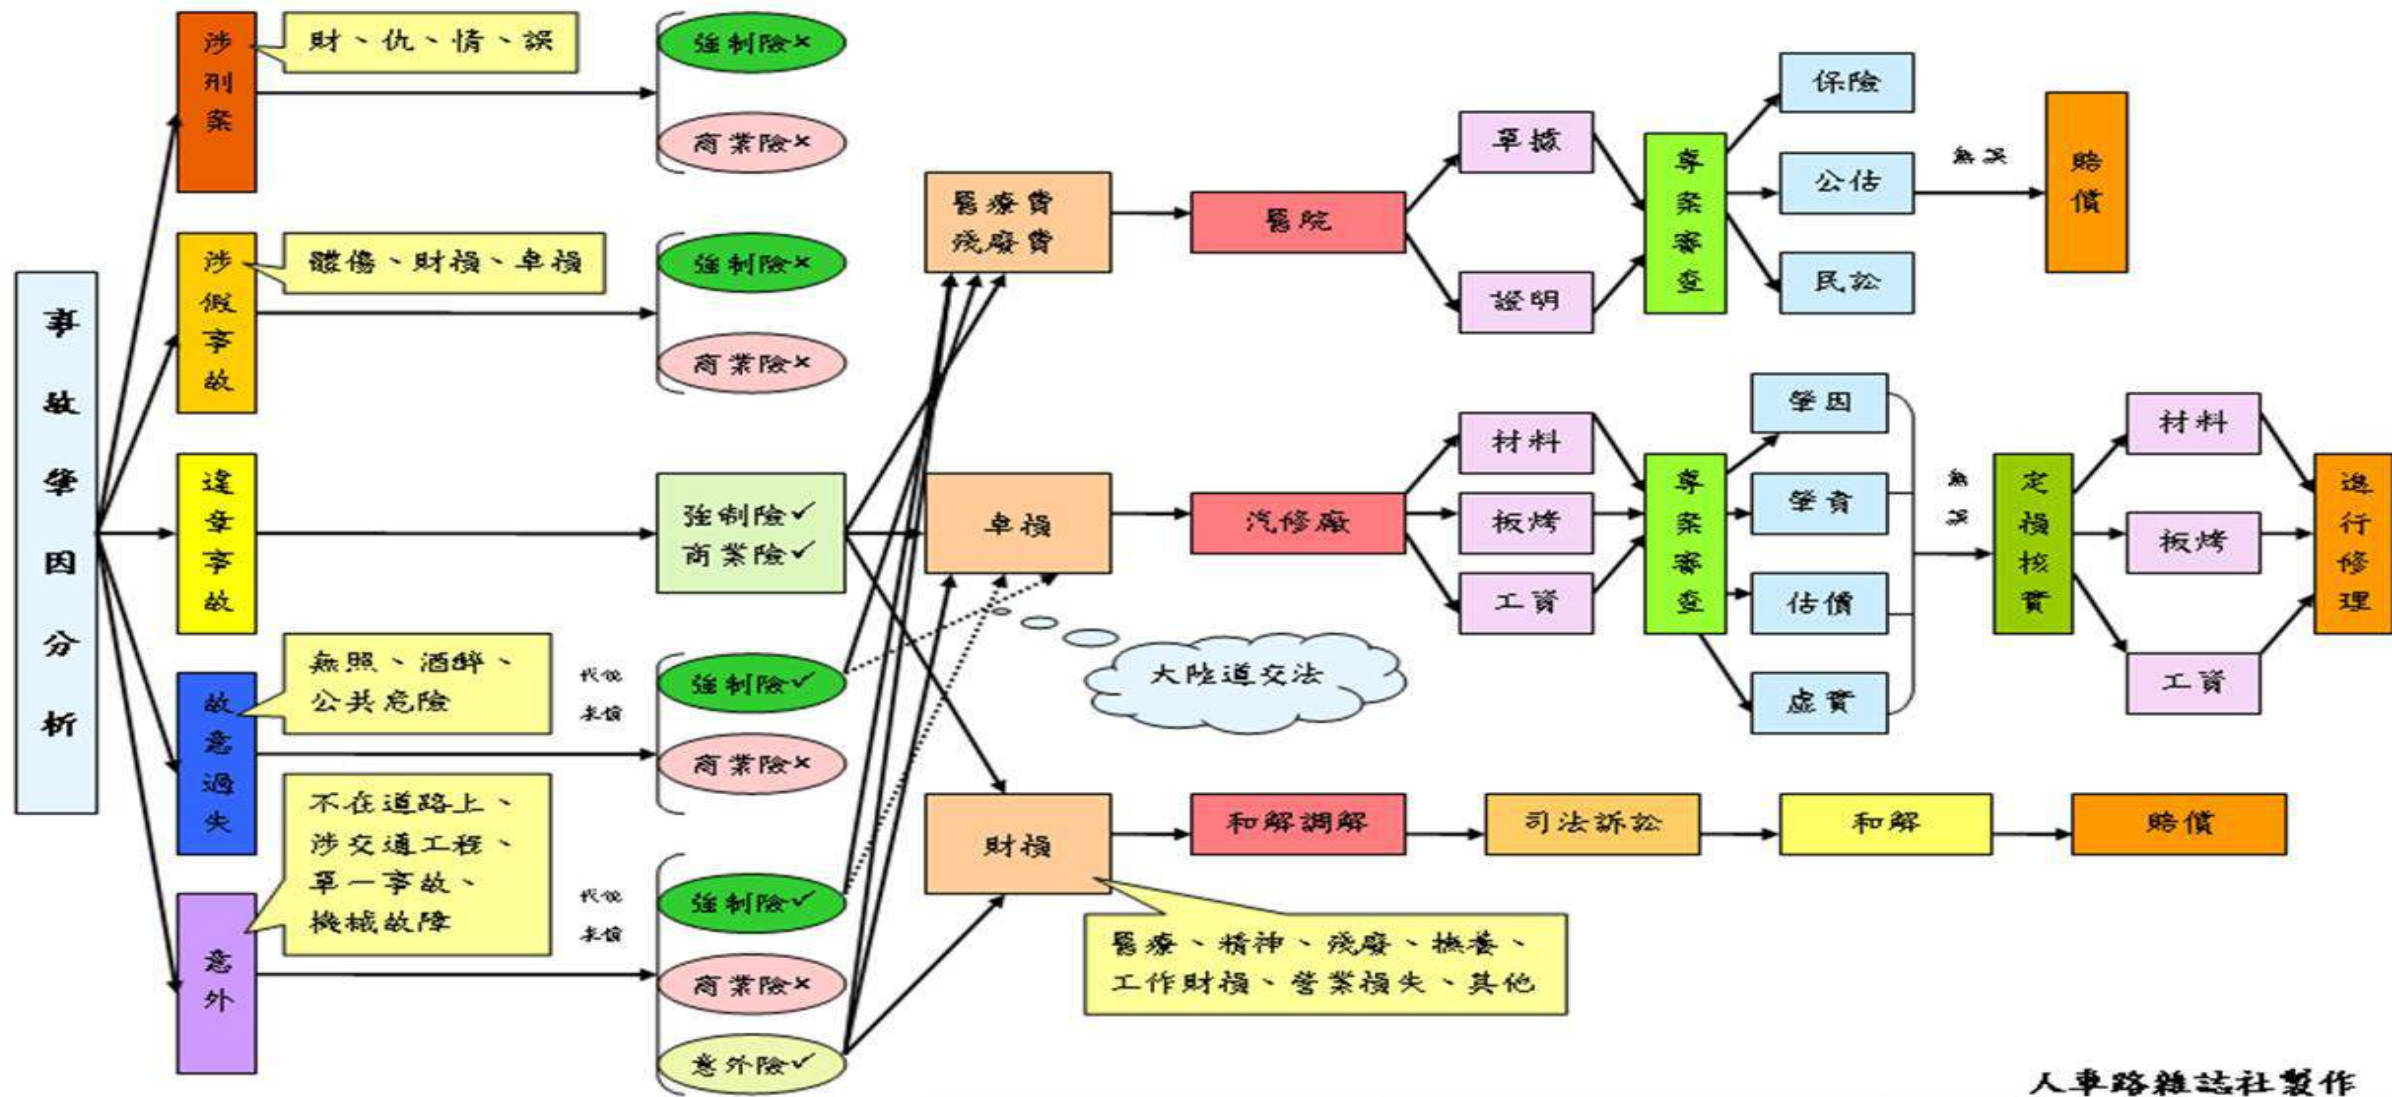 事故肇因分析
涉刑案
財、仇、情、誤
強制險×
商業險×
涉假事故
體傷、財損、車損
強制險×
商業險×
違章事故
強制險✓
商業險✓
故意過失
無照、酒醉、
公共危險
代位
求償
強制險✓
商業險×
意外
不在道路上、
涉交通工程、
單一事故、
機械故障
代位
求償
強制險✓
商業險×
意外險✓
醫療費
殘廢費
醫院
單據
證明
專案審查
保險
公估
民訟
無誤
賠償
車損
汽修廠
材料
板烤
工資
專案審查
肇因
肇責
估價
虛實
無誤
定損核實
材料
板烤
工資
進行修理
大陸道交法
財損
和解調解
司法訴訟
和解
賠償
醫療、精神、殘廢、撫養、
工作財損、營業損失、其他
人車路雜誌社製作